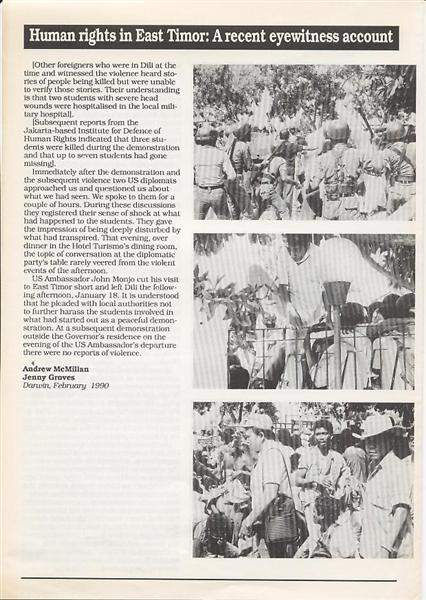 Human rights in East Timor: A recent eyewitness account
[Other foreigners who were in Dili at the
time and witnessed the violence heard sto-
ries of people being killed but were unable
to verify those stories. Their understanding
is that two students with severe head
wounds were hospitalised in the local mili-
tary hospital].
[Subsequent reports from the
Jakarta-based Institute for Defence of
Human Rights indicated that three stu-
dents were killed during the demonstration
and that up to seven students had gone
missing].
Immediately after the demonstration and
the subsequent violence two US diplomats
approached us and questioned us about
what we had seen. We spoke to them for a
couple of hours. During these discussions
they registered their sense of shock at what
had happened to the students. They gave
the impression of being deeply disturbed by
what had transpired. That evening, over
dinner in the Hotel Turismo's dining room,
the topic of conversation at the diplomatic
party's table rarely veered from the violent
events of the afternoon.
US Ambassador John Monjo cut his visit
to East Timor short and left Dili the follow-
ing afternoon, January 18. It is understood
that he pleaded with local authorities not
to further harass the students involved in
what had started out as a peaceful demon-
stration. At a subsequent demonstration
outside the Governor's residence on the
evening of the US Ambassador's departure
there were no reports of violence.
Andrew McMillan
Jenny Groves
Darwin, February 1990